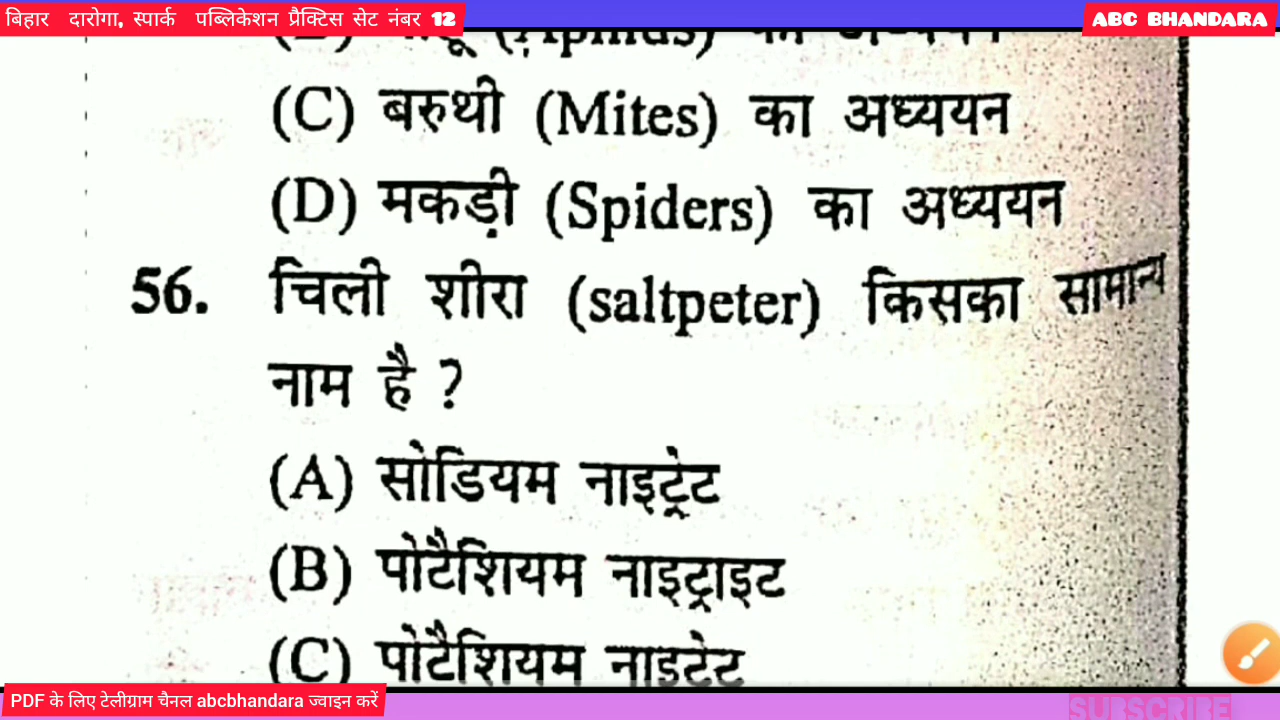 बिहार दारोगा, स्पार्क पब्लिकेशन प्रैक्टिस सेट नंबर 12
ABC BHANDARA
(C) बरुथी (Mites) का अध्ययन
(D) मकड़ी (Spiders) का अध्ययन
56. चिली शीरा (saltpeter) किसका सामान्य
नाम है ?
(A) सोडियम नाइट्रेट
(B) पोटैशियम नाइट्राइट
(C) पोटैशियम नाइटेट
PDF के लिए टेलीग्राम चैनल abcbhandara ज्वाइन करें
SUBSCRIBE